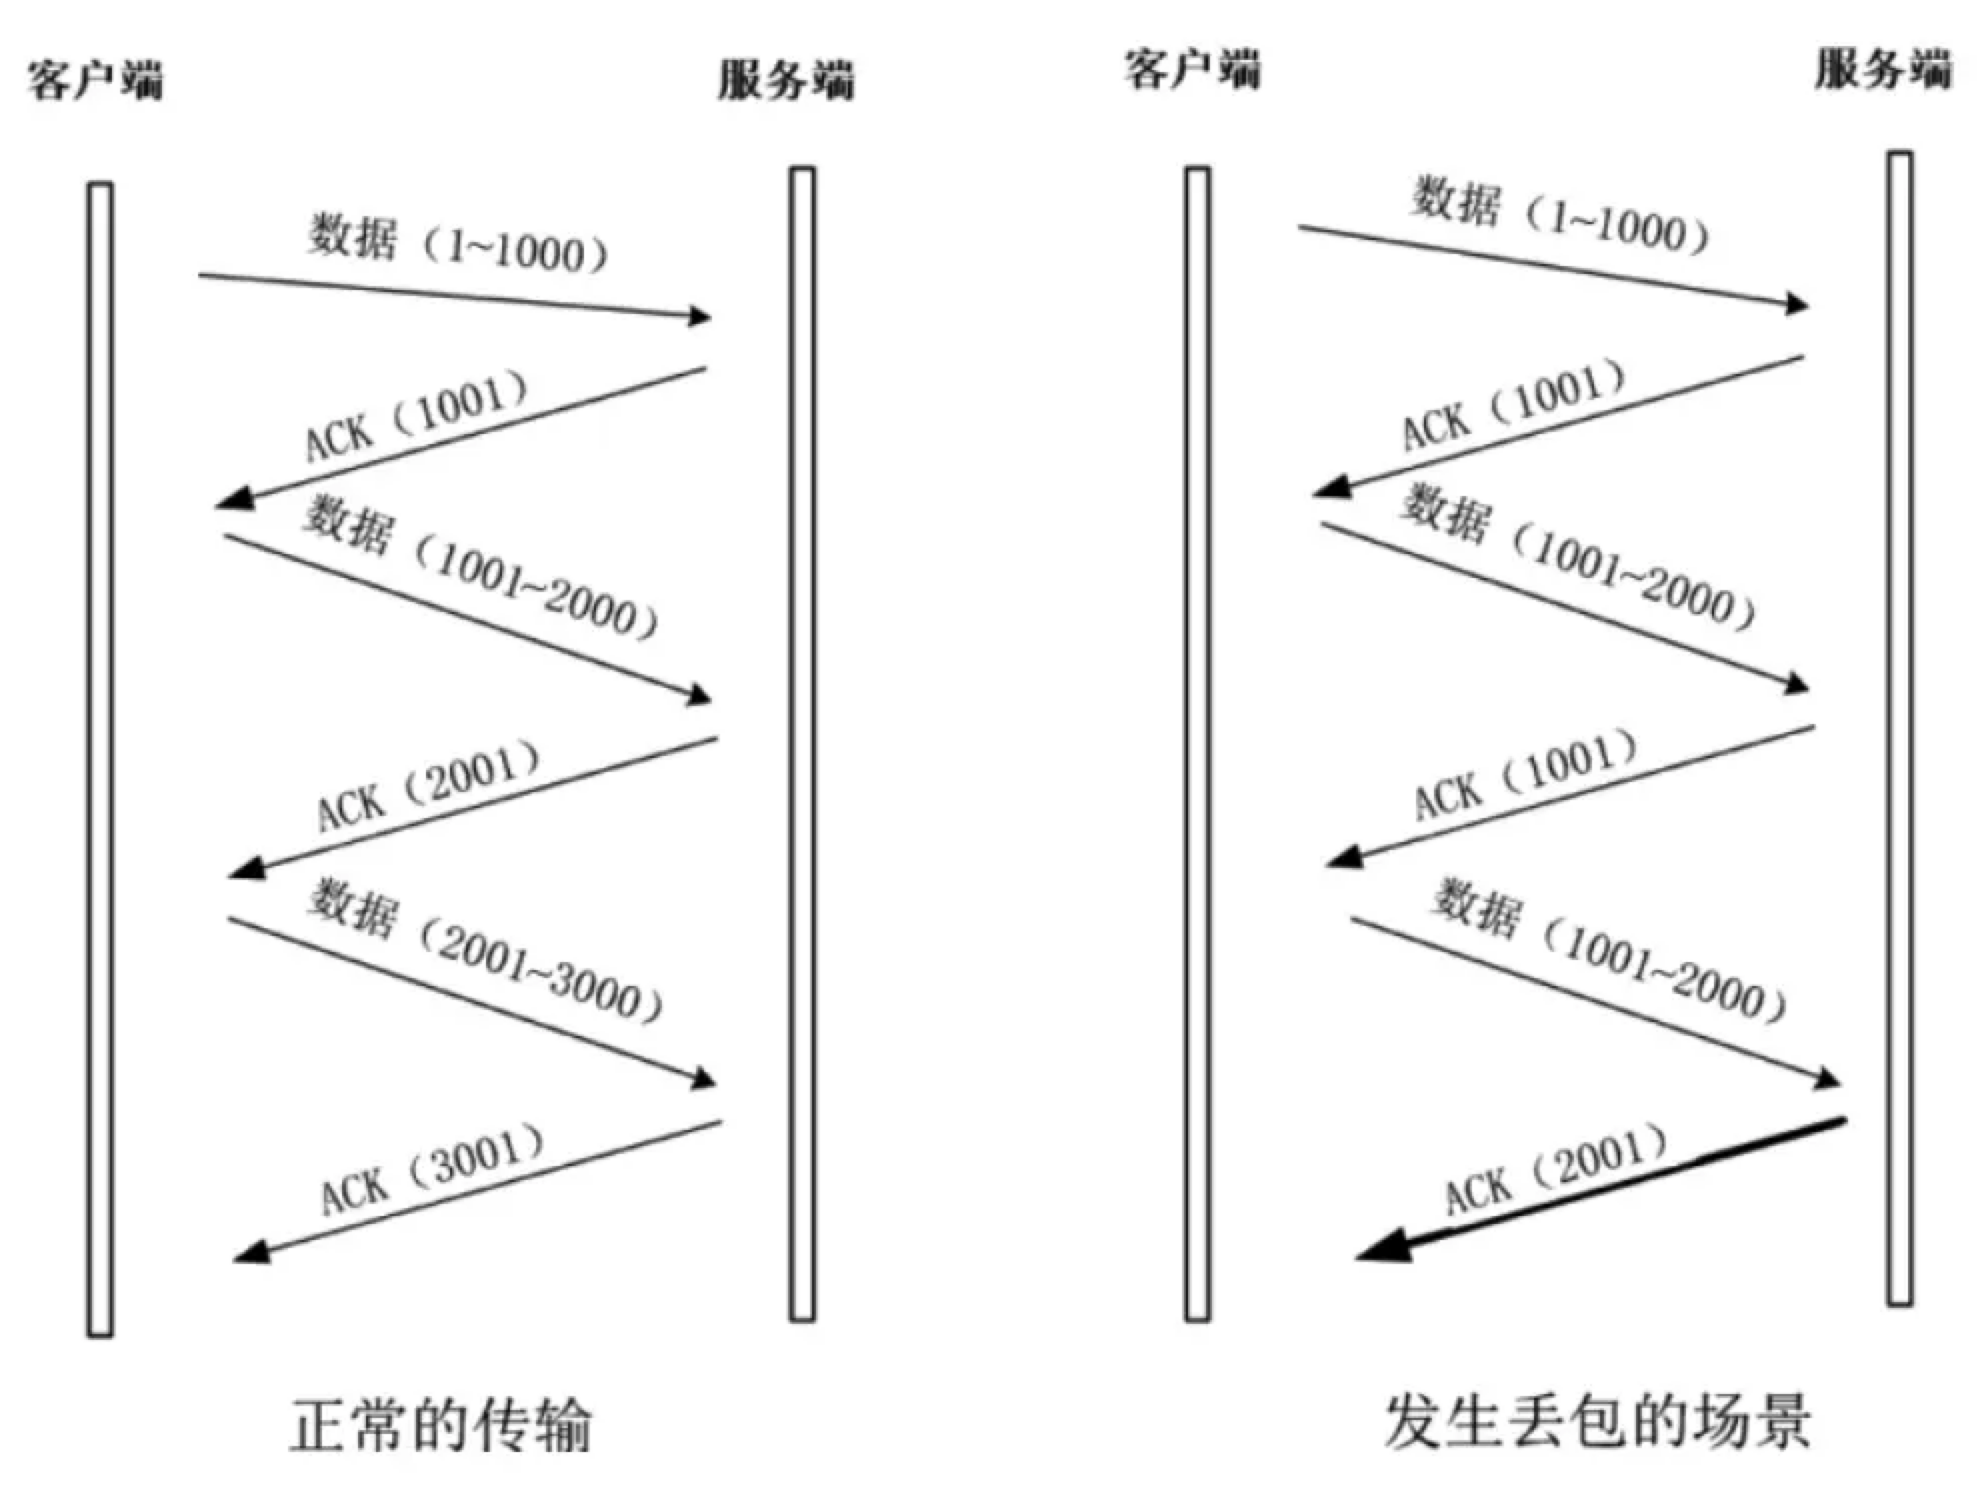 客户端
服务端
数据（1~1000）
ACK（1001）
数据（1001~2000）
ACK（2001）
数据（2001~3000）
ACK（3001）
正常的传输
客户端
服务端
数据（1~1000）
ACK（1001）
数据（1001~2000）
ACK（1001）
数据（1001~2000）
ACK（2001）
发生丢包的场景